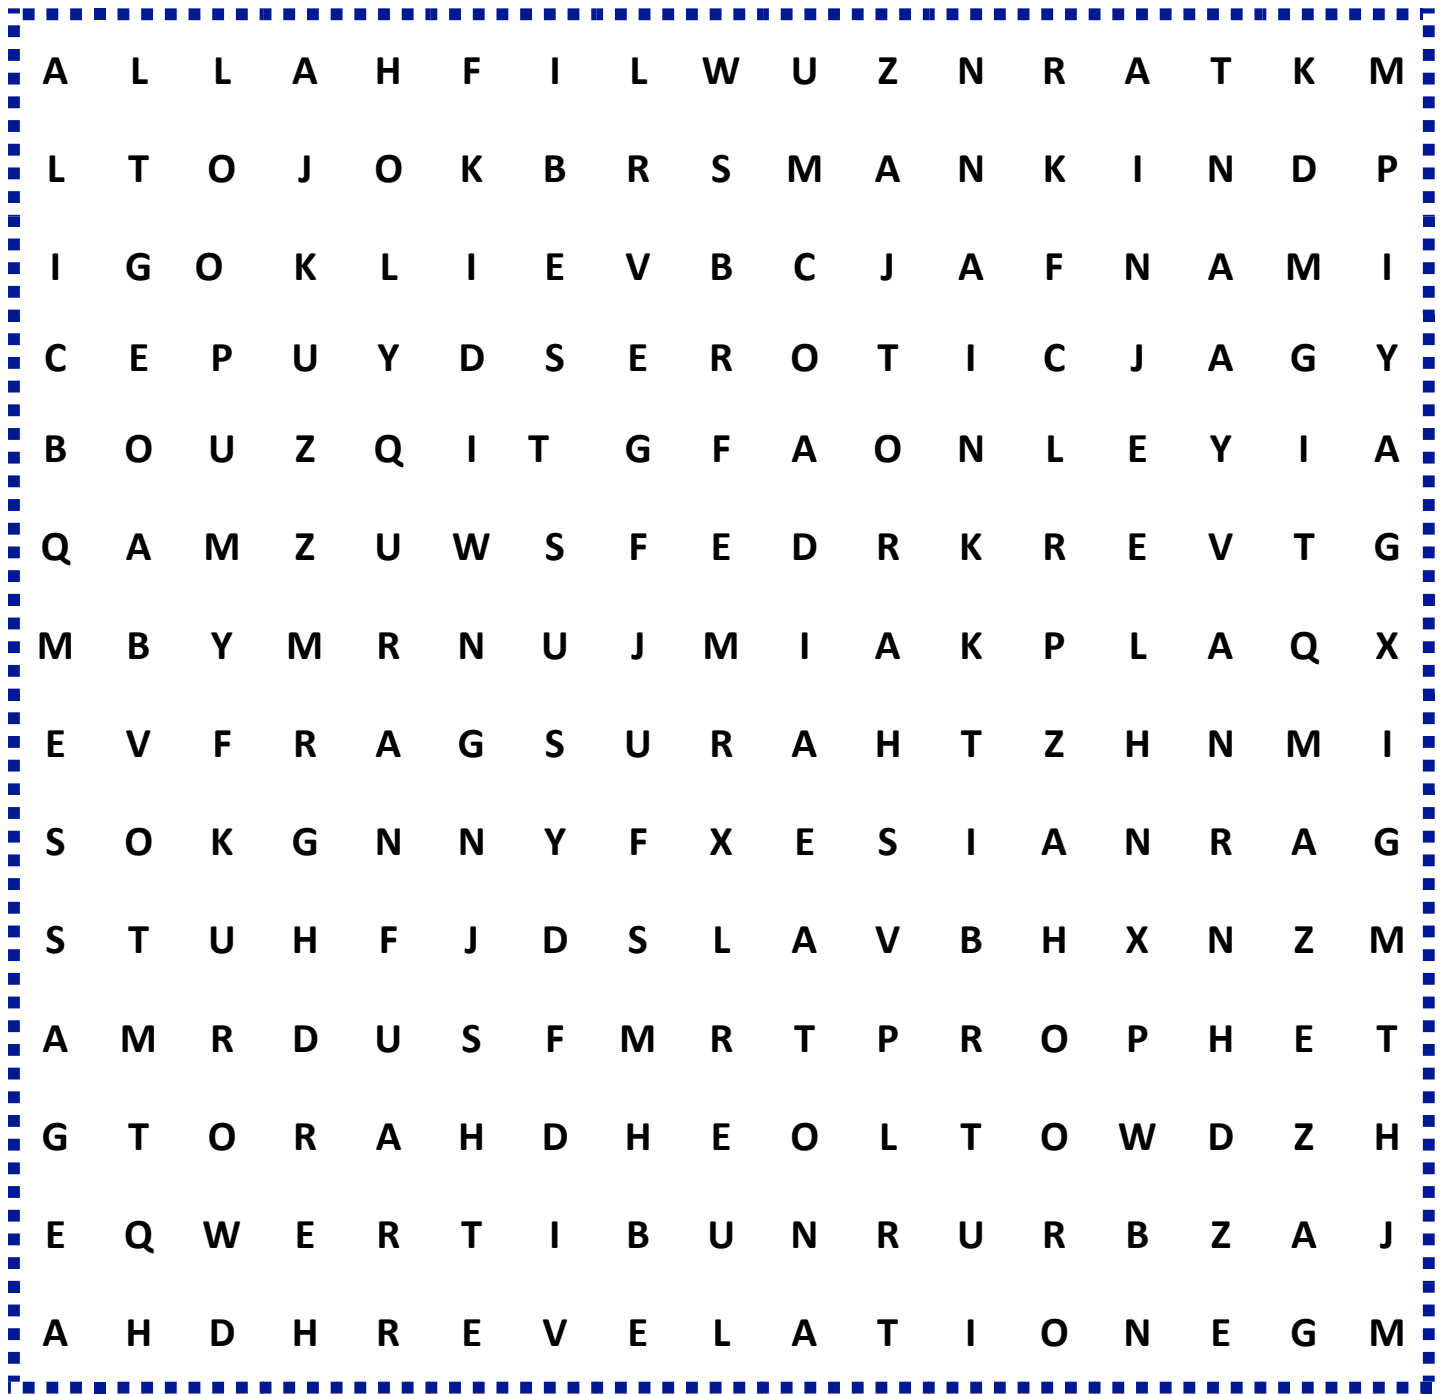 A L L A H F I L W U Z N R A T K M
L T O J O K B R S M A N K I N D P
I G O K L I E V B C J A F N A M I
C E P U Y D S E R O T I C J A G Y
B O U Z Q I T G F A O N L E Y I A
Q A M Z U W S F E D R K R E V T G
M B Y M R N U J M I A K P L A Q X
E V F R A G S U R A H T Z H N M I
S O K G N N Y F X E S I A N R A G
S T U H F J D S L A V B H X N Z M
A M R D U S F M R T P R O P H E T
G T O R A H D H E O L T O W D Z H
E Q W E R T I B U N R U R B Z A J
A H D H R E V E L A T I O N E G M